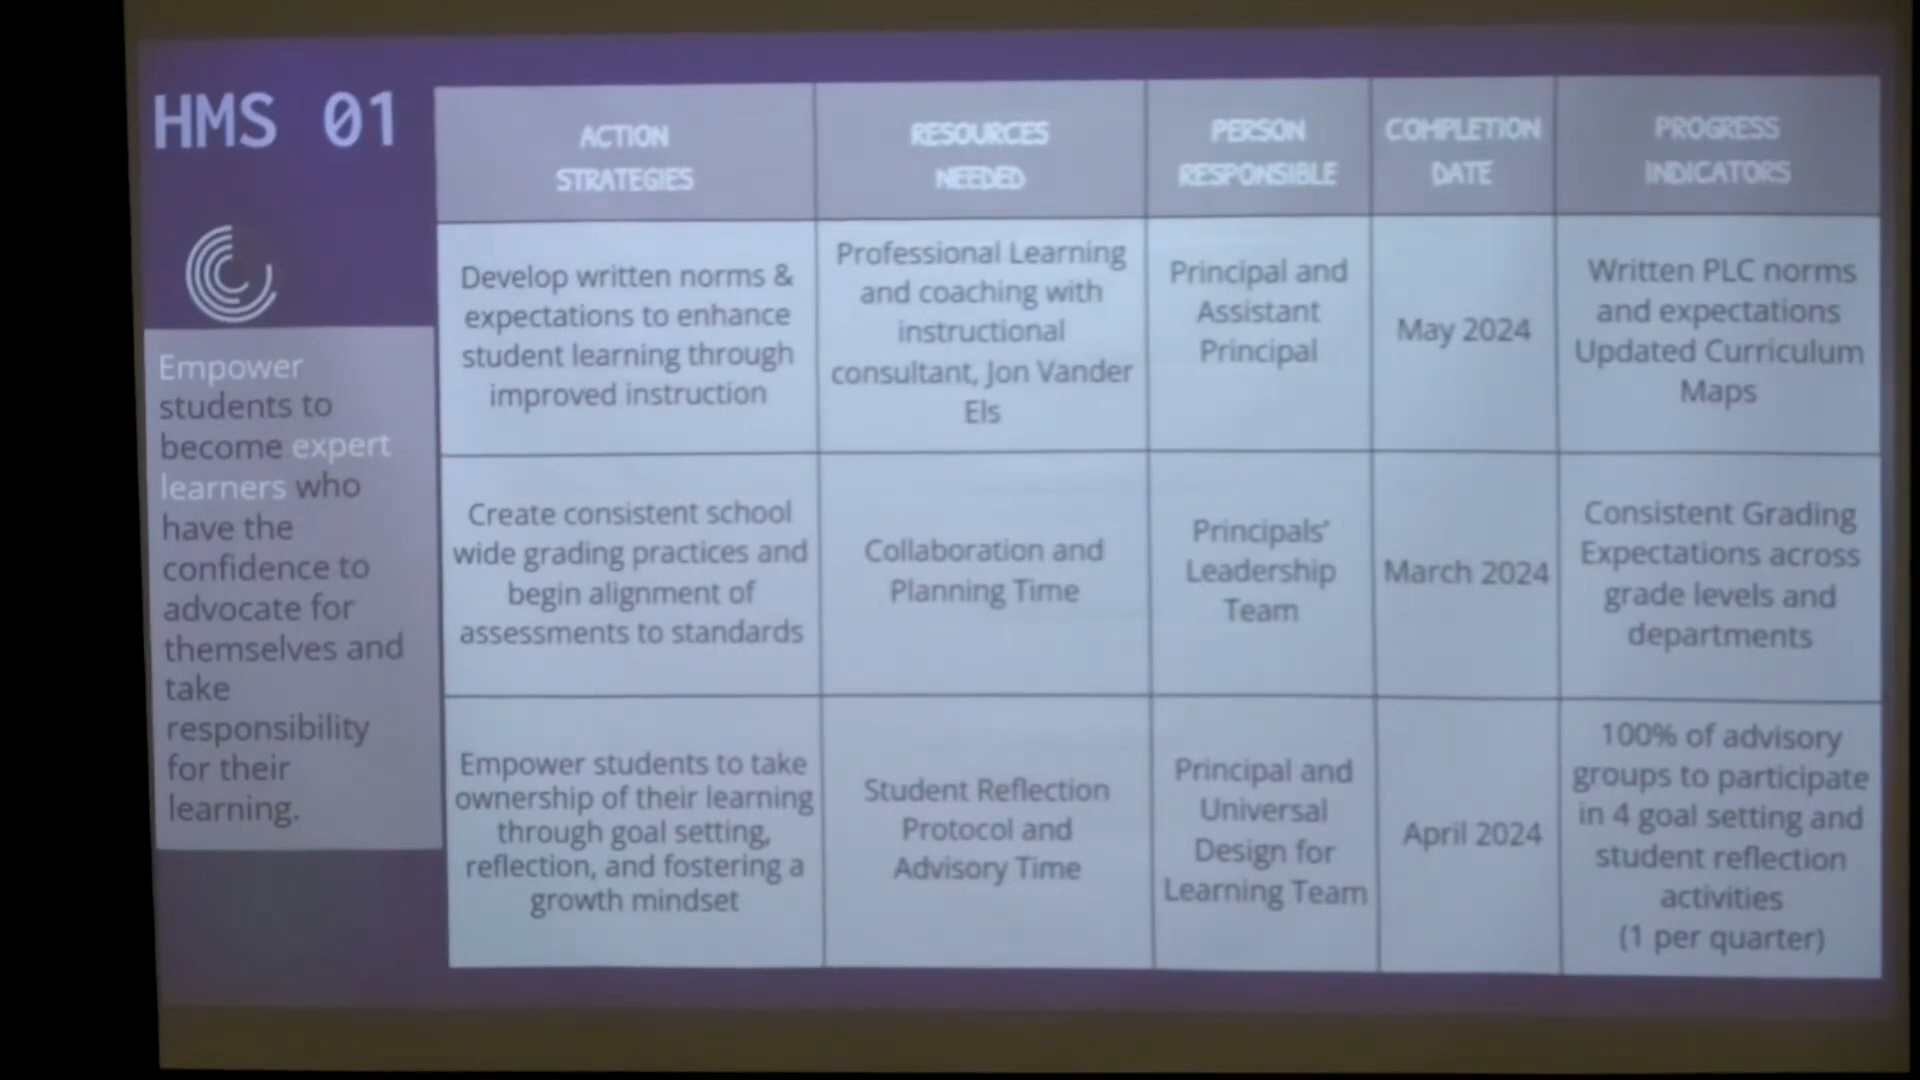 HMS 01
Empower
students to
become expert
learners who
have the
confidence to
advocate for
themselves and
take
responsibility
for their
learning.
ACTION
STRATEGIES
RESOURCES
NEEDED
PERSON
RESPONSIBLE
COMPLETION
DATE
PROGRESS
INDICATORS
Develop written norms &
expectations to enhance
student learning through
improved instruction
Professional Learning
and coaching with
instructional
consultant, Jon Vander
Els
Principal and
Assistant
Principal
May 2024
Written PLC norms
and expectations
Updated Curriculum
Maps
Create consistent school
wide grading practices and
begin alignment of
assessments to standards
Collaboration and
Planning Time
Principals’
Leadership
Team
March 2024
Consistent Grading
Expectations across
grade levels and
departments
Empower students to take
ownership of their learning
through goal setting,
reflection, and fostering a
growth mindset
Student Reflection
Protocol and
Advisory Time
Principal and
Universal
Design for
Learning Team
April 2024
100% of advisory
groups to participate
in 4 goal setting and
student reflection
activities
(1 per quarter)